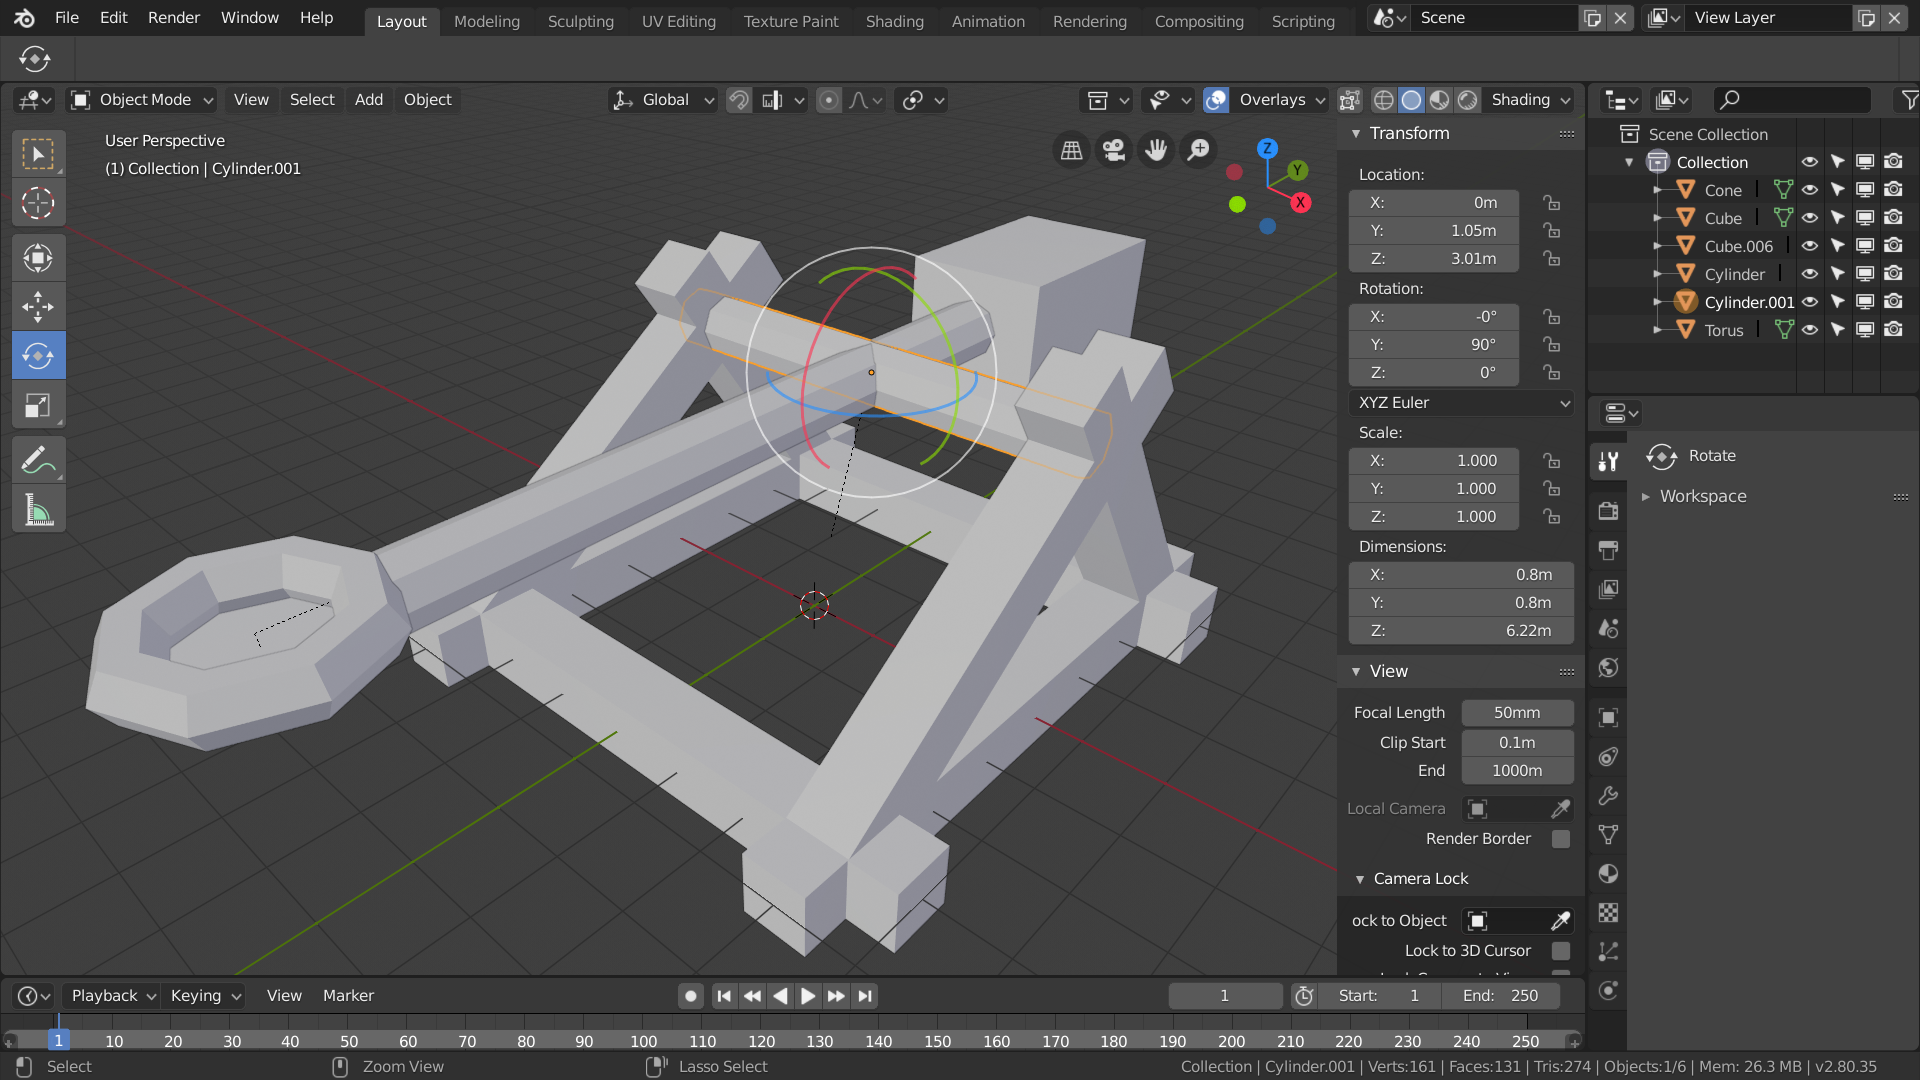 File Edit Render Window Help Layout Modeling Sculpting UV Editing Texture Paint Shading Animation Rendering Compositing Scripting Scene View Layer
Object Mode View Select Add Object Global Overlays Shading
User Perspective
(1) Collection | Cylinder.001
Z
Y
X
Transform
Location:
X: 0m
Y: 1.05m
Z: 3.01m
Rotation:
X: -0°
Y: 90°
Z: 0°
XYZ Euler
Scale:
X: 1.000
Y: 1.000
Z: 1.000
Dimensions:
X: 0.8m
Y: 0.8m
Z: 6.22m
View
Focal Length 50mm
Clip Start 0.1m
End 1000m
Local Camera
Render Border
Camera Lock
ock to Object
Lock to 3D Cursor
Scene Collection
Collection
Cone
Cube
Cube.006
Cylinder
Cylinder.001
Torus
Rotate
Workspace
Playback Keying View Marker 1 Start: 1 End: 250
1 10 20 30 40 50 60 70 80 90 100 110 120 130 140 150 160 170 180 190 200 210 220 230 240 250
Select Zoom View Lasso Select Collection | Cylinder.001 | Verts:161 | Faces:131 | Tris:274 | Objects:1/6 | Mem: 26.3 MB | v2.80.35